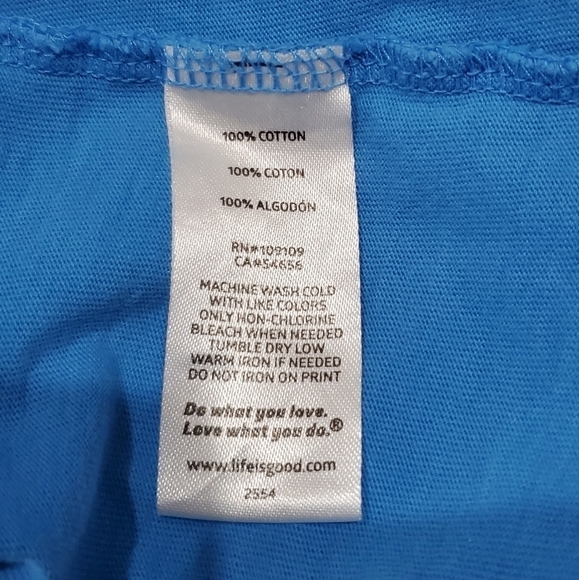 100% COTTON
100% COTON
100% ALGODÓN
RN#109109
CA#54656
MACHINE WASH COLD
WITH LIKE COLORS
ONLY NON-CHLORINE
BLEACH WHEN NEEDED
TUMBLE DRY LOW
WARM IRON IF NEEDED
DO NOT IRON ON PRINT
Do what you love.
Love what you do.®
www.lifeisgood.com
2554